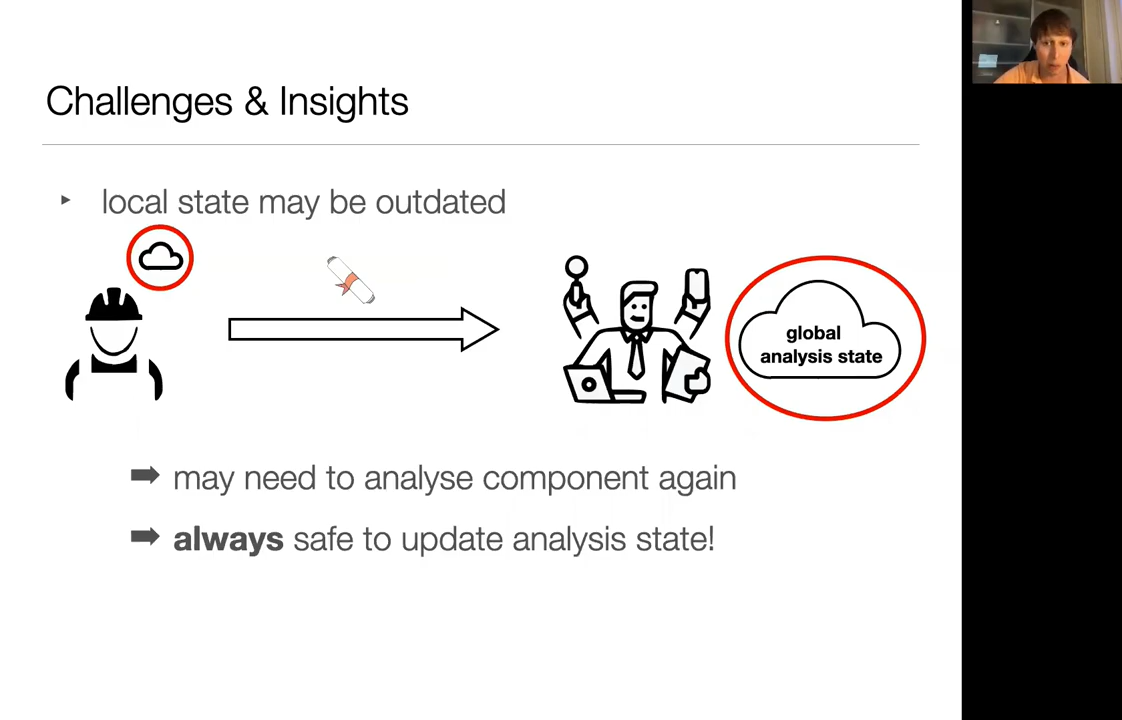 Challenges & Insights
local state may be outdated
global
analysis state
may need to analyse component again
always safe to update analysis state!